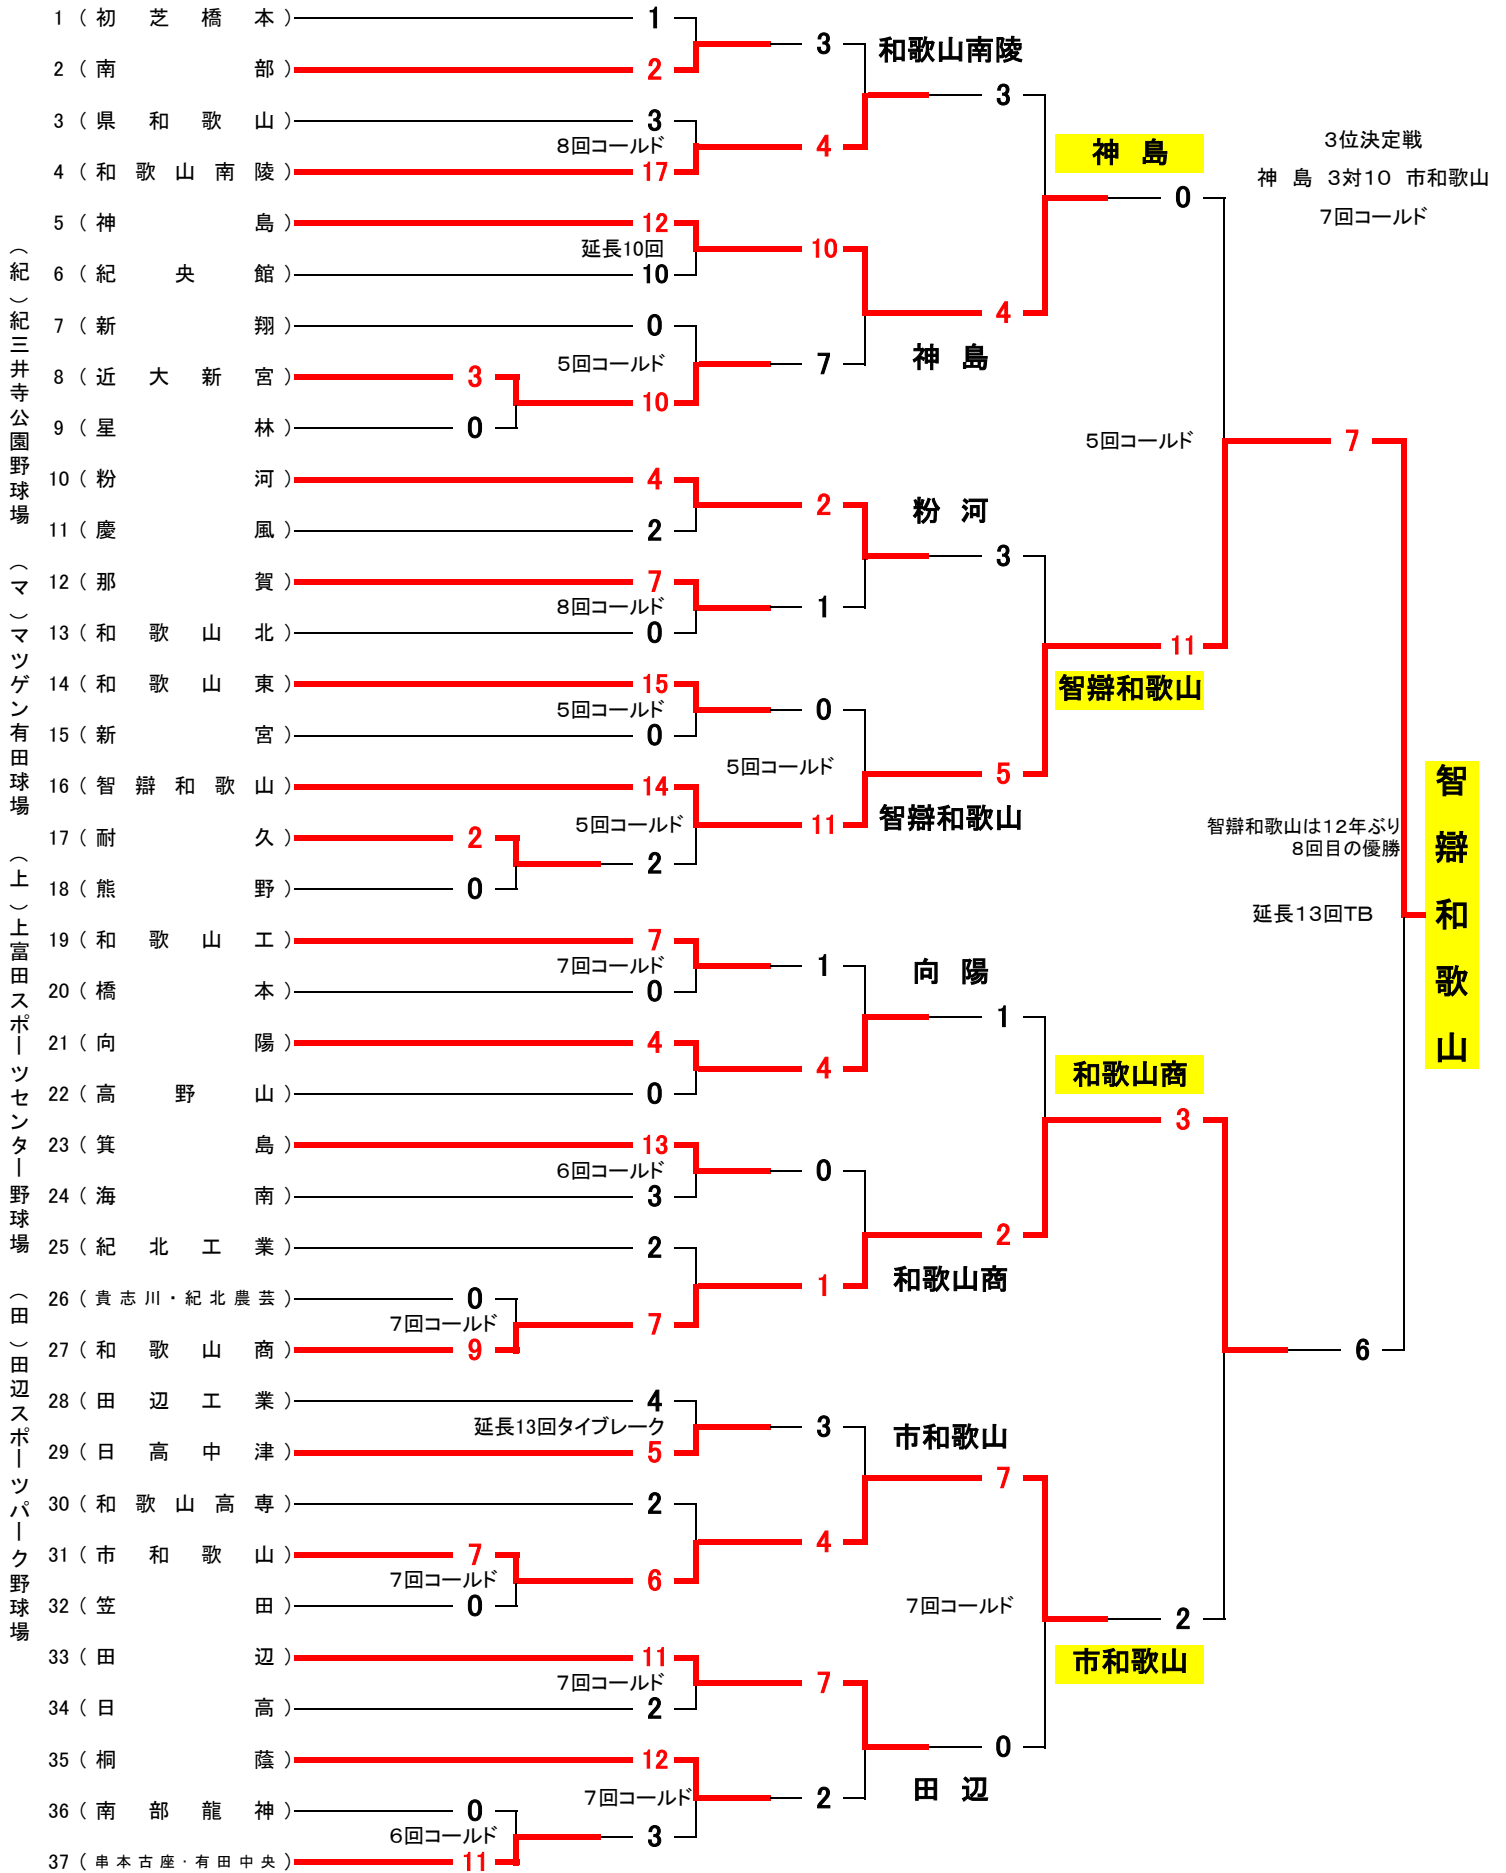 (紀)紀三井寺公園野球場 (マ)マツゲン有田球場 (上)上富田スポーツセンター野球場 (田)田辺スポーツパーク野球場
1 (初芝橋本) 1
2 (南部) 2
3 (県和歌山) 3
8回コールド
4 (和歌山南陵) 17
5 (神島) 12
延長10回
6 (紀央館) 10
7 (新翔) 0
5回コールド
8 (近大新宮) 3
10
9 (星林) 0
10 (粉河) 4
11 (慶風) 2
12 (那賀) 7
8回コールド
13 (和歌山北) 0
14 (和歌山東) 15
5回コールド
15 (新宮) 0
16 (智辯和歌山) 14
5回コールド
17 (耐久) 2
2
18 (熊野) 0
19 (和歌山工) 7
7回コールド
20 (橋本) 0
21 (向陽) 4
22 (高野山) 0
23 (箕島) 13
6回コールド
24 (海南) 3
25 (紀北工業) 2
26 (貴志川・紀北農芸) 0
7回コールド
7
27 (和歌山商) 9
28 (田辺工業) 4
延長13回タイブレーク
29 (日高中津) 5
30 (和歌山高専) 2
31 (市和歌山) 7
7回コールド
6
32 (笠田) 0
33 (田辺) 11
7回コールド
34 (日高) 2
35 (桐蔭) 12
7回コールド
36 (南部龍神) 0
6回コールド
3
37 (串本古座・有田中央) 11
3
4
10
7
2
1
0
5回コールド
11
1
4
0
1
3
4
7
2
和歌山南陵
3
4
神島
粉河
3
5
智辯和歌山
向陽
1
2
和歌山商
市和歌山
7
7回コールド
0
田辺
神島
0
5回コールド
11
智辯和歌山
和歌山商
3
2
市和歌山
3位決定戦
神島 3対10 市和歌山
7回コールド
7
智辯和歌山は12年ぶり
8回目の優勝
延長13回TB
6
智辯和歌山